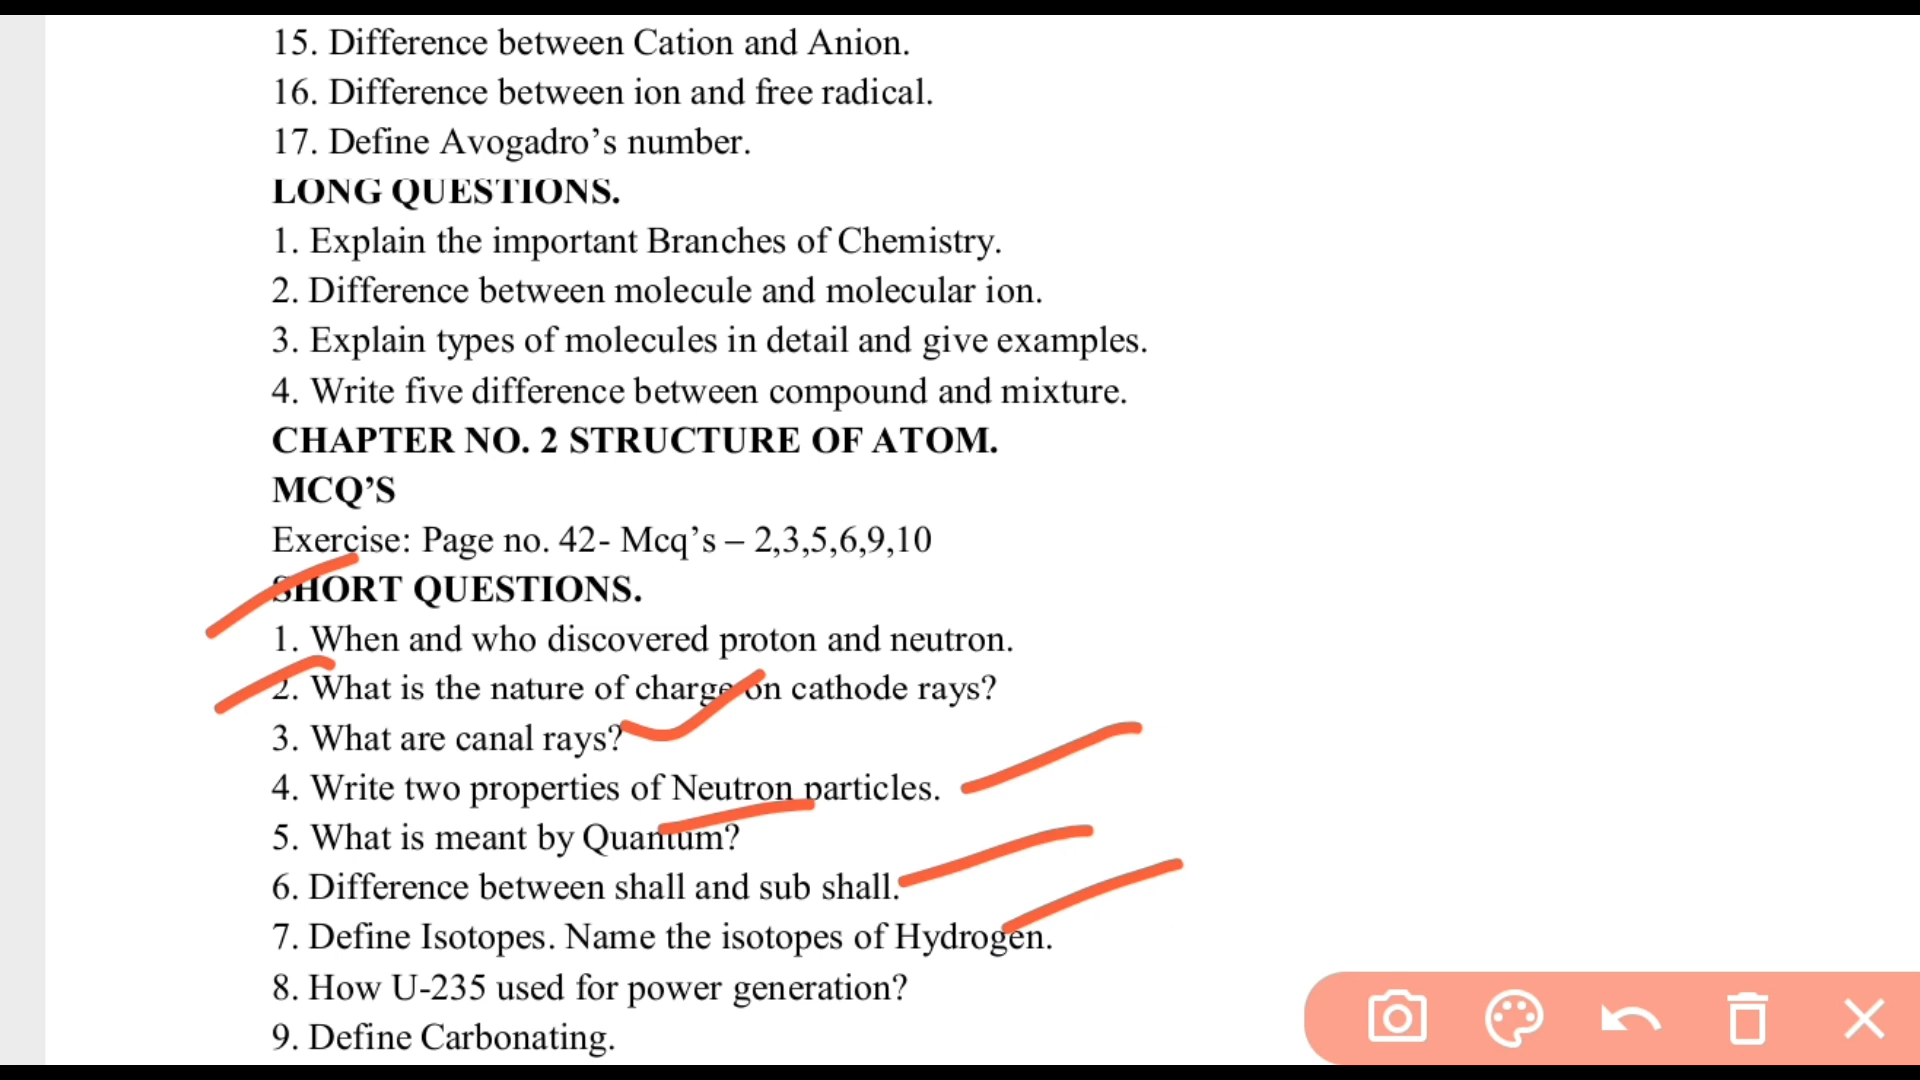 15. Difference between Cation and Anion.
16. Difference between ion and free radical.
17. Define Avogadro’s number.
LONG QUESTIONS.
1. Explain the important Branches of Chemistry.
2. Difference between molecule and molecular ion.
3. Explain types of molecules in detail and give examples.
4. Write five difference between compound and mixture.
CHAPTER NO. 2 STRUCTURE OF ATOM.
MCQ’S
Exercise: Page no. 42- Mcq’s – 2,3,5,6,9,10
SHORT QUESTIONS.
1. When and who discovered proton and neutron.
2. What is the nature of charge on cathode rays?
3. What are canal rays?
4. Write two properties of Neutron particles.
5. What is meant by Quantum?
6. Difference between shall and sub shall.
7. Define Isotopes. Name the isotopes of Hydrogen.
8. How U-235 used for power generation?
9. Define Carbonating.